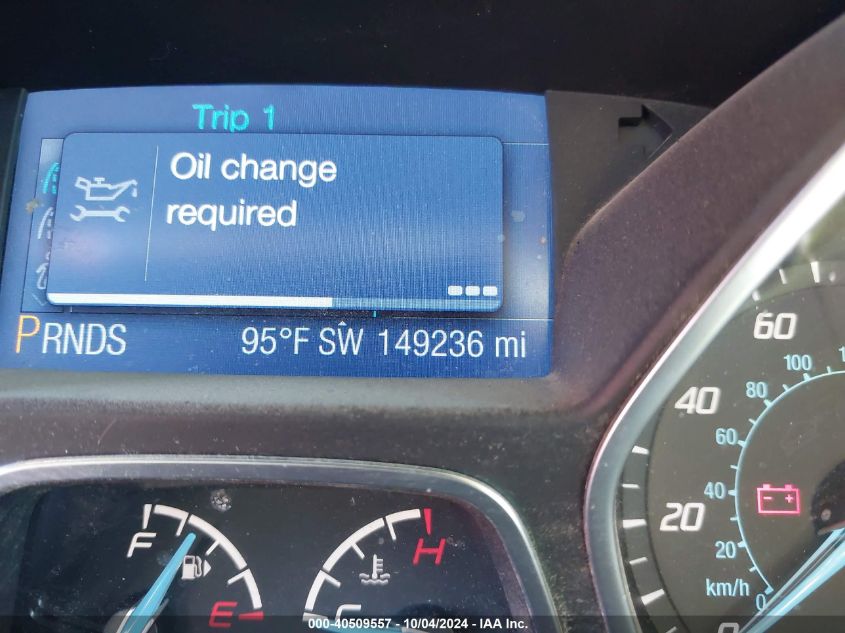 Trip 1
Oil change
required
PRNDS 95°F SW 149236 mi
60
100
80
40
60
40
20
20
km/h
0
0
F
E
H
C
000-40509557 - 10/04/2024 - IAA Inc.